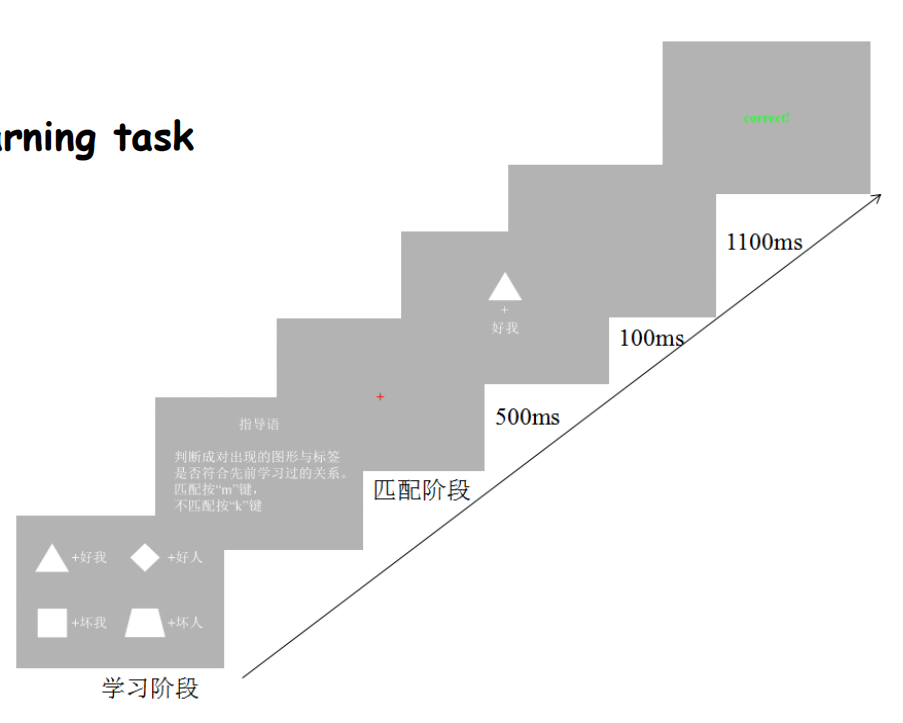 rning task
correct!
1100ms
100ms
+
好我
500ms
+
匹配阶段
指导语
判断成对出现的图形与标签
是否符合先前学习过的关系。
匹配按“m”键,
不匹配按“k”键
+好我 +好人
+坏我 +坏人
学习阶段